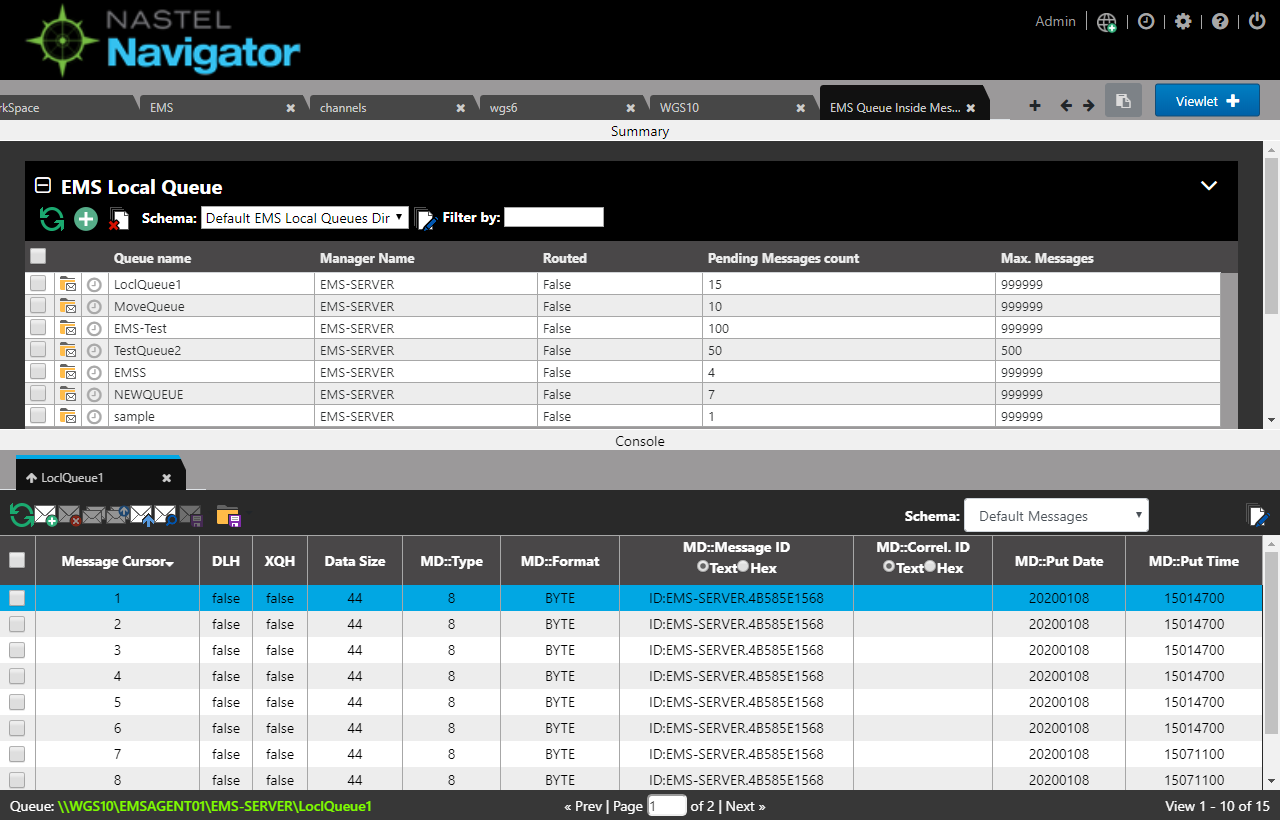 NASTEL
Navigator
Admin
rkSpace
EMS
channels
wgs6
WGS10
EMS Queue Inside Mes...
Viewlet
Summary
EMS Local Queue
Schema: Default EMS Local Queues Dir Filter by:
Queue name Manager Name Routed Pending Messages count Max. Messages
LoclQueue1 EMS-SERVER False 15 999999
MoveQueue EMS-SERVER False 10 999999
EMS-Test EMS-SERVER False 100 999999
TestQueue2 EMS-SERVER False 50 500
EMSS EMS-SERVER False 4 999999
NEWQUEUE EMS-SERVER False 7 999999
sample EMS-SERVER False 1 999999
Console
LoclQueue1
Schema: Default Messages
Message Cursor DLH XQH Data Size MD::Type MD::Format MD::Message ID MD::Correl. ID MD::Put Date MD::Put Time
Text Hex Text Hex
1 false false 44 8 BYTE ID:EMS-SERVER.4B585E1568 20200108 15014700
2 false false 44 8 BYTE ID:EMS-SERVER.4B585E1568 20200108 15014700
3 false false 44 8 BYTE ID:EMS-SERVER.4B585E1568 20200108 15014700
4 false false 44 8 BYTE ID:EMS-SERVER.4B585E1568 20200108 15014700
5 false false 44 8 BYTE ID:EMS-SERVER.4B585E1568 20200108 15014700
6 false false 44 8 BYTE ID:EMS-SERVER.4B585E1568 20200108 15014700
7 false false 44 8 BYTE ID:EMS-SERVER.4B585E1568 20200108 15071100
8 false false 44 8 BYTE ID:EMS-SERVER.4B585E1568 20200108 15071100
Queue: \\WGS10\EMSAGENT01\EMS-SERVER\LoclQueue1 « Prev | Page 1 of 2 | Next » View 1 - 10 of 15